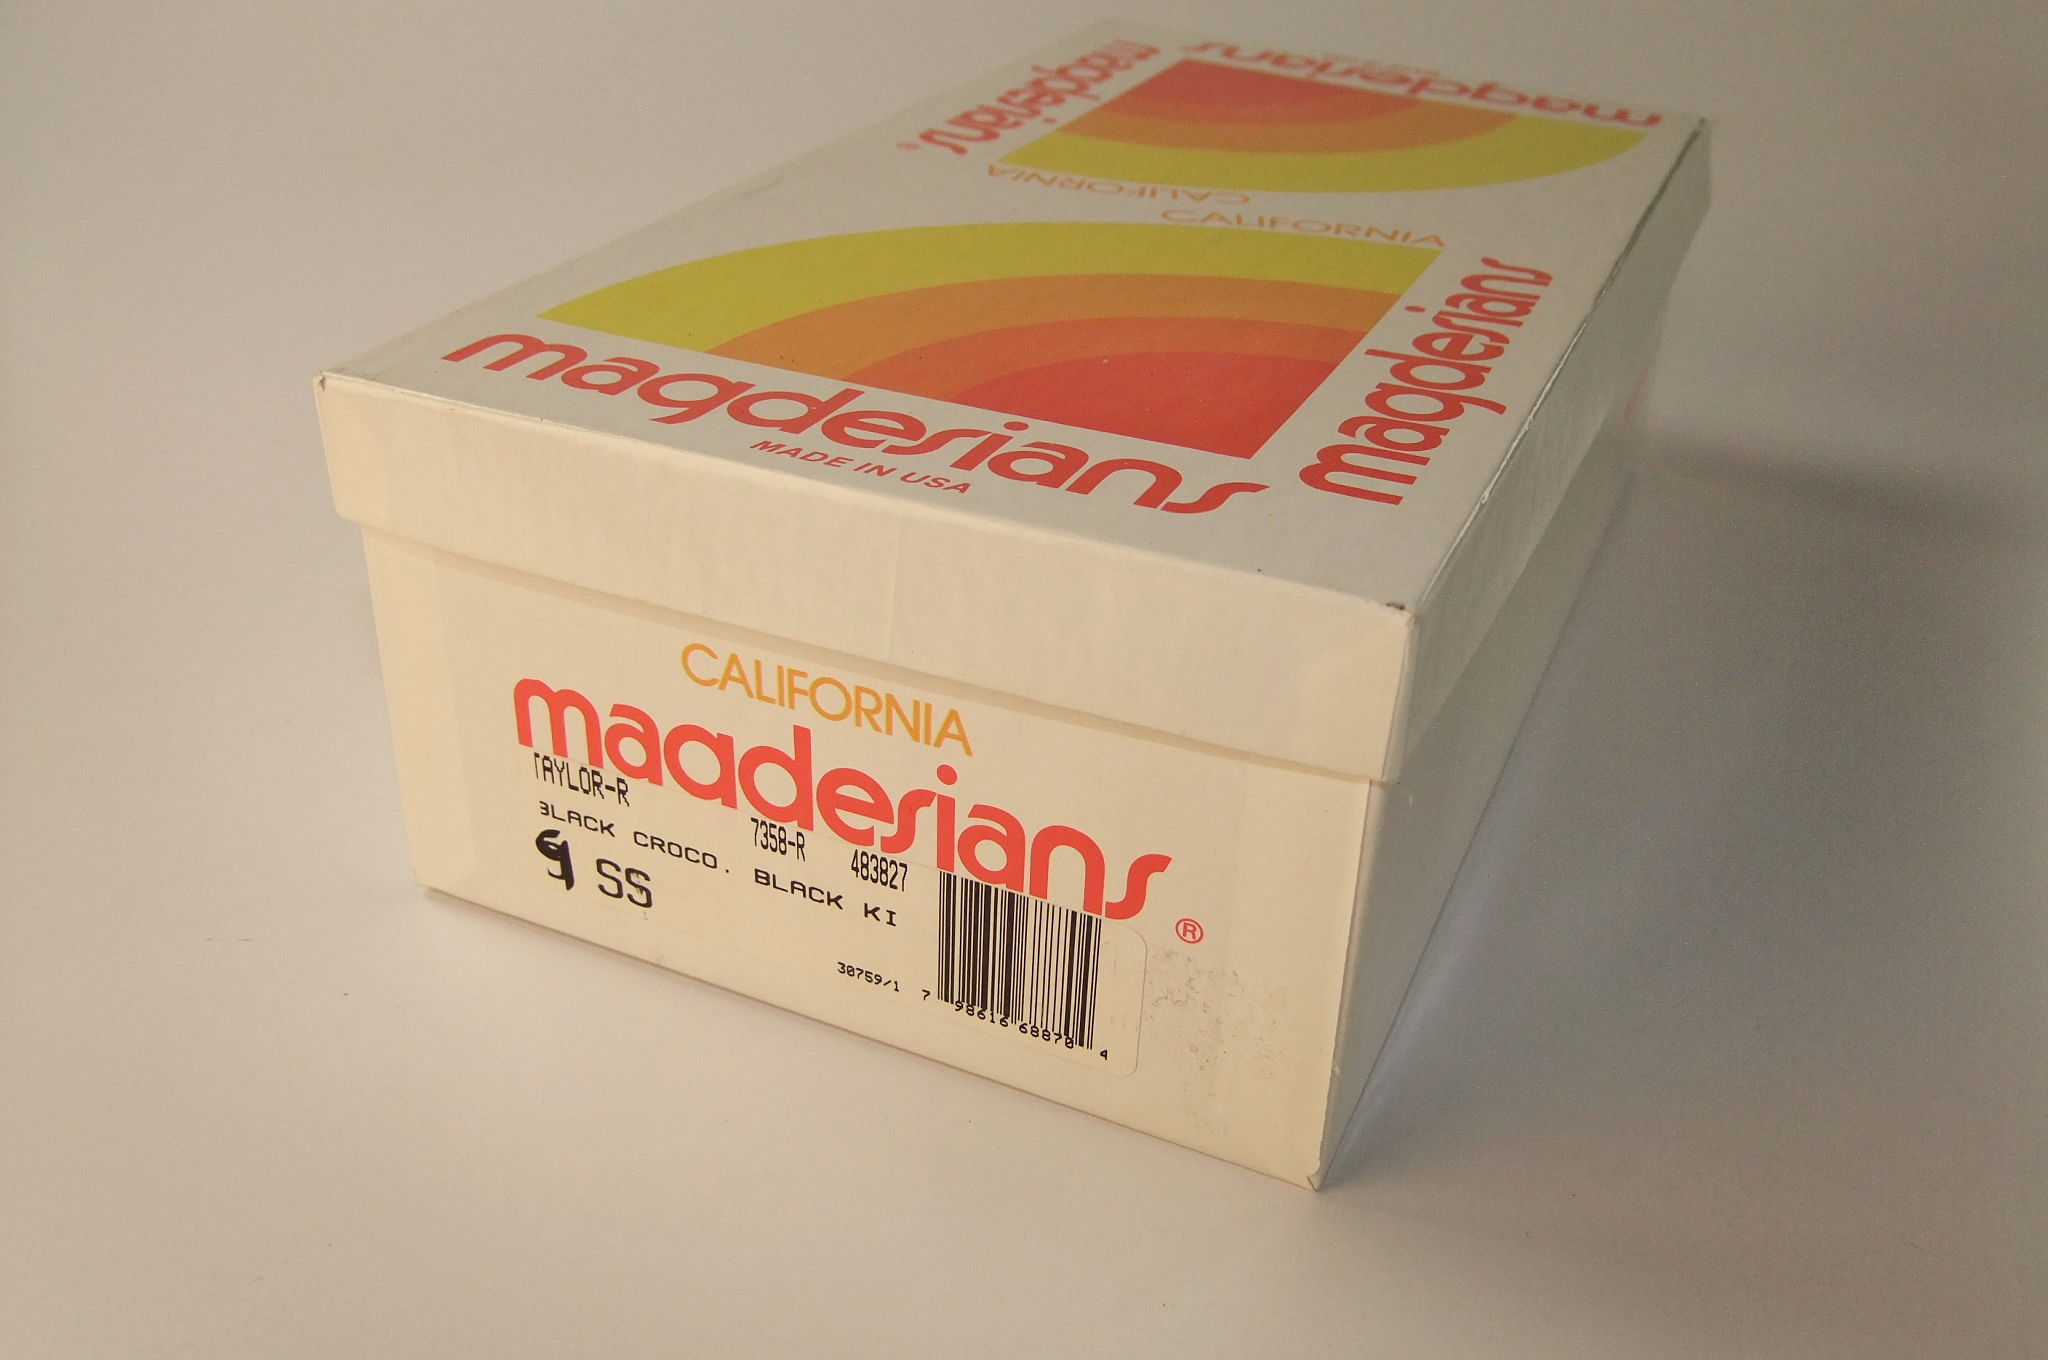 magdesians
magdesians
®
CALIFORNIA
CALIFORNIA
magdesians
magdesians
MADE IN USA
CALIFORNIA
magdesians
®
TAYLOR-R
7358-R 483827
BLACK CROCO. BLACK KI
9 SS
30759/1
7 98616 68870 4